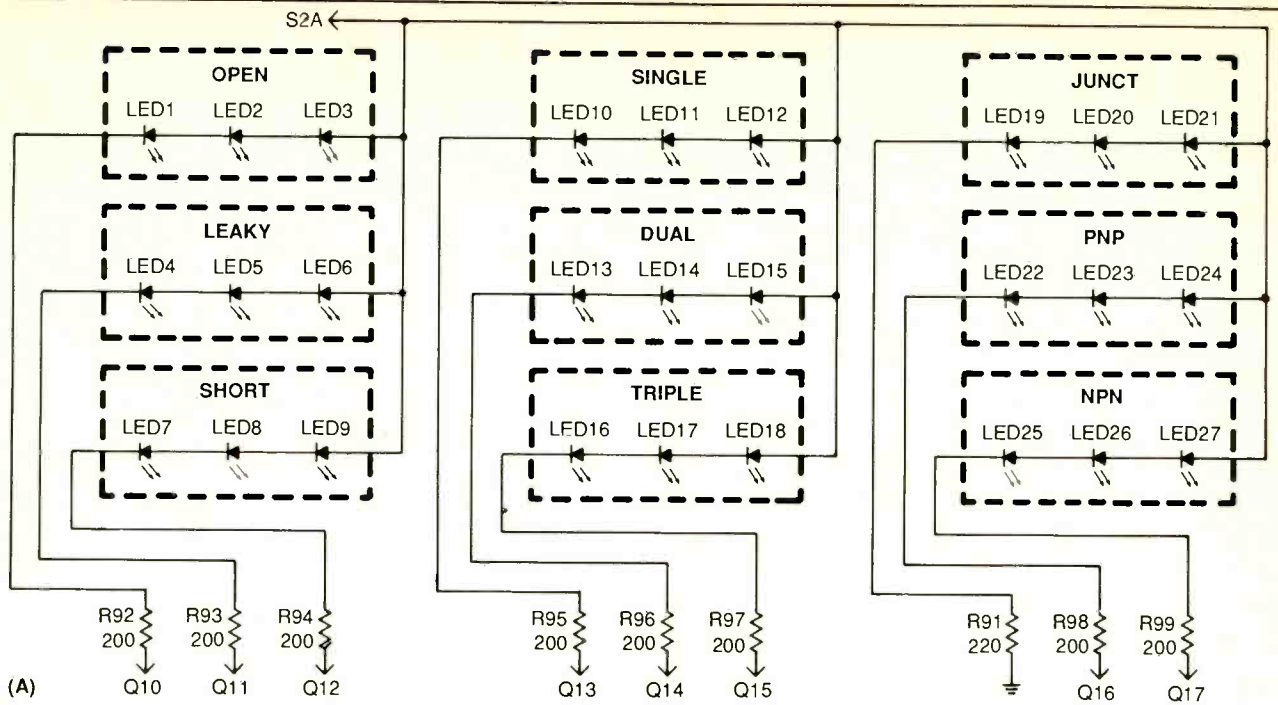 S2A
OPEN
LED1 LED2 LED3
SINGLE
LED10 LED11 LED12
JUNCT
LED19 LED20 LED21
LEAKY
LED4 LED5 LED6
DUAL
LED13 LED14 LED15
PNP
LED22 LED23 LED24
SHORT
LED7 LED8 LED9
TRIPLE
LED16 LED17 LED18
NPN
LED25 LED26 LED27
R92 R93 R94 R95 R96 R97 R91 R98 R99
200 200 200 200 200 200 220 200 200
(A) Q10 Q11 Q12 Q13 Q14 Q15 Q16 Q17